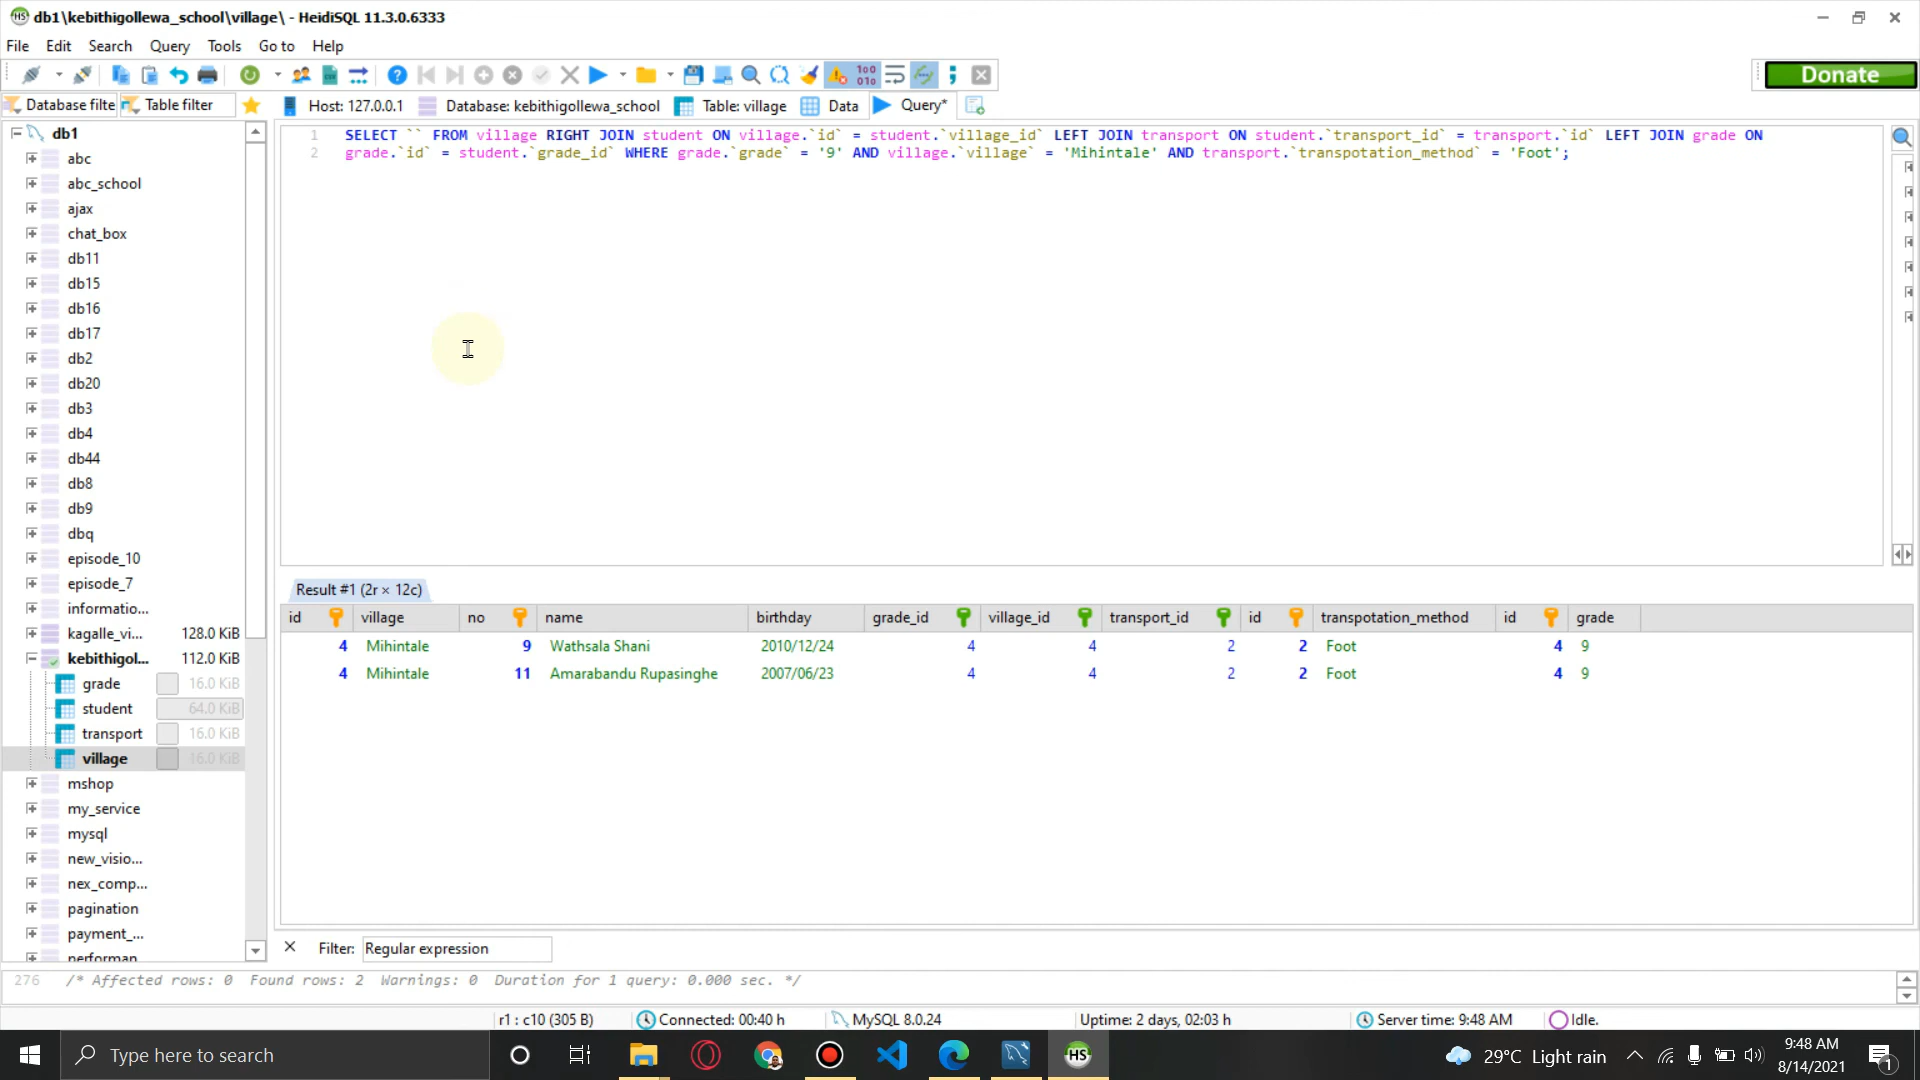 db1\kebithigollewa_school\village\ - HeidiSQL 11.3.0.6333
File Edit Search Query Tools Go to Help
Donate
Database filte Table filter Host: 127.0.0.1 Database: kebithigollewa_school Table: village Data Query*
1 SELECT `` FROM village RIGHT JOIN student ON village.`id` = student.`village_id` LEFT JOIN transport ON student.`transport_id` = transport.`id` LEFT JOIN grade ON
2 grade.`id` = student.`grade_id` WHERE grade.`grade` = '9' AND village.`village` = 'Mihintale' AND transport.`transpotation_method` = 'Foot';
db1
abc
abc_school
ajax
chat_box
db11
db15
db16
db17
db2
db20
db3
db4
db44
db8
db9
dbq
episode_10
episode_7
informatio...
kagalle_vi... 128.0 KiB
kebithigol... 112.0 KiB
grade 16.0 KiB
student 64.0 KiB
transport 16.0 KiB
village 16.0 KiB
mshop
my_service
mysql
new_visio...
nex_comp...
pagination
payment_...
performan
Result #1 (2r × 12c)
id village no name birthday grade_id village_id transport_id id transpotation_method id grade
4 Mihintale 9 Wathsala Shani 2010/12/24 4 4 2 2 Foot 4 9
4 Mihintale 11 Amarabandu Rupasinghe 2007/06/23 4 4 2 2 Foot 4 9
Filter: Regular expression
276 /* Affected rows: 0 Found rows: 2 Warnings: 0 Duration for 1 query: 0.000 sec. */
r1 : c10 (305 B) Connected: 00:40 h MySQL 8.0.24 Uptime: 2 days, 02:03 h Server time: 9:48 AM Idle.
Type here to search
HS
29°C Light rain
9:48 AM
8/14/2021
1